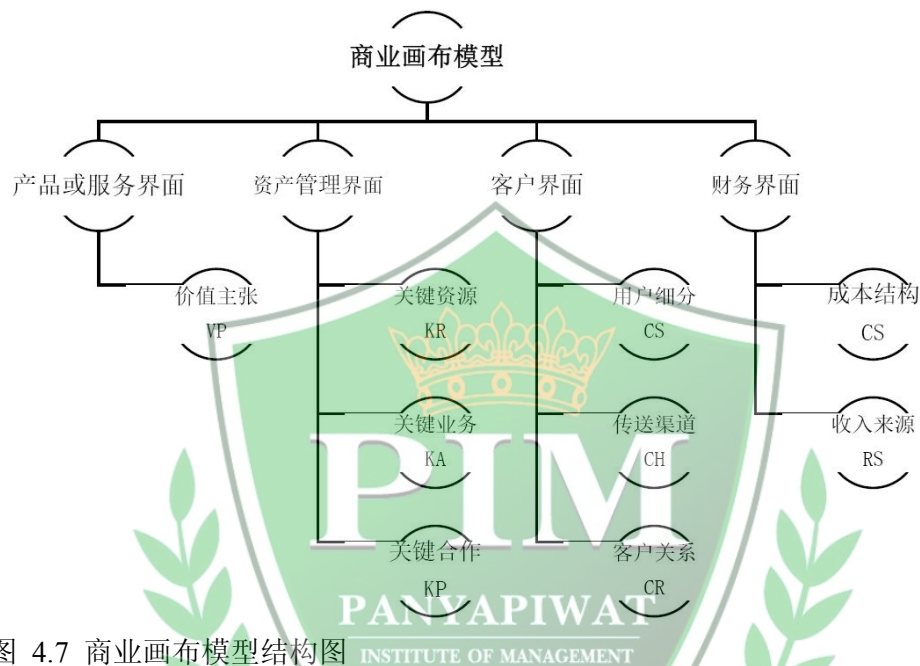 商业画布模型
产品或服务界面
资产管理界面
客户界面
财务界面
价值主张
VP
关键资源
KR
用户细分
CS
成本结构
CS
关键业务
KA
传送渠道
CH
收入来源
RS
关键合作
KP
客户关系
CR
PIM
PANYAPIWAT
INSTITUTE OF MANAGEMENT
图 4.7 商业画布模型结构图